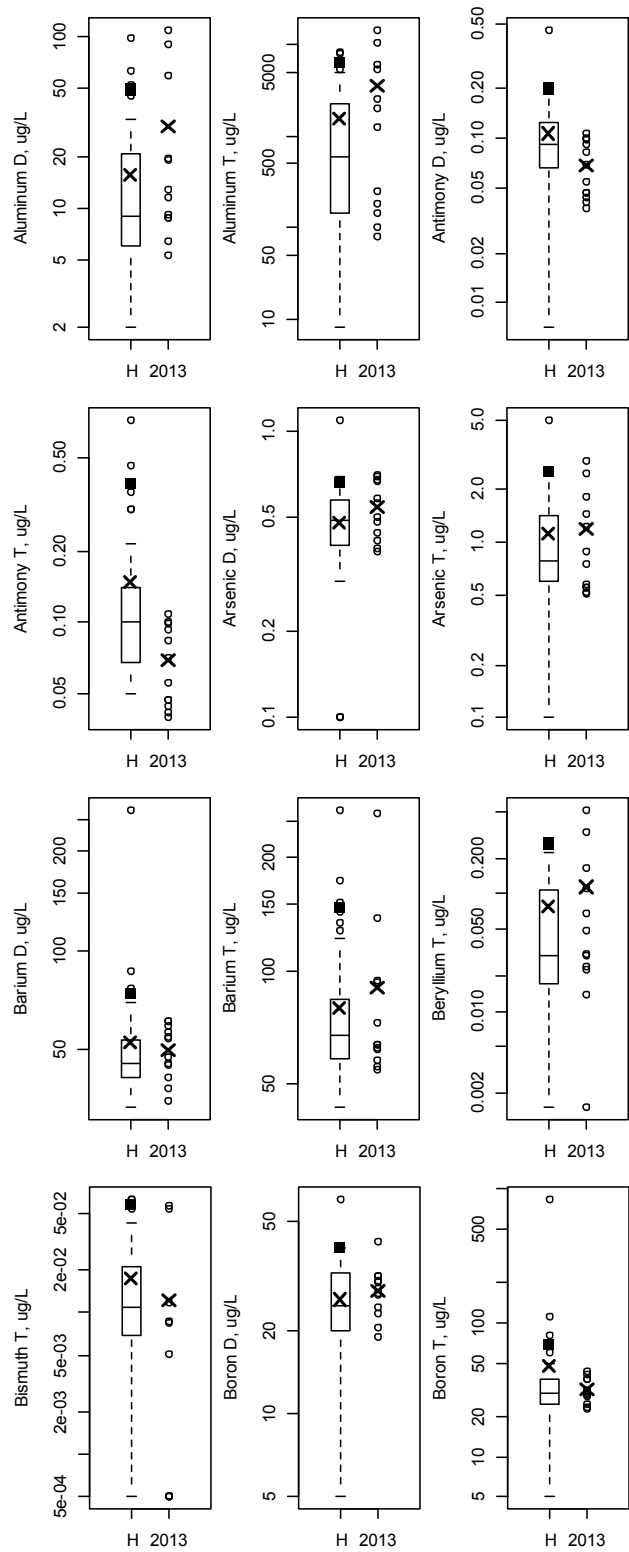 Aluminum D, ug/L
100
50
20
10
5
2
H 2013
Aluminum T, ug/L
5000
500
50
10
H 2013
Antimony D, ug/L
0.50
0.20
0.10
0.05
0.02
0.01
H 2013
Antimony T, ug/L
0.50
0.20
0.10
0.05
H 2013
Arsenic D, ug/L
1.0
0.5
0.2
0.1
H 2013
Arsenic T, ug/L
5.0
2.0
1.0
0.5
0.2
0.1
H 2013
Barium D, ug/L
200
150
100
50
H 2013
Barium T, ug/L
200
150
100
50
H 2013
Beryllium T, ug/L
0.200
0.050
0.010
0.002
H 2013
Bismuth T, ug/L
5e-02
2e-02
5e-03
2e-03
5e-04
H 2013
Boron D, ug/L
50
20
10
5
H 2013
Boron T, ug/L
500
100
50
20
10
5
H 2013